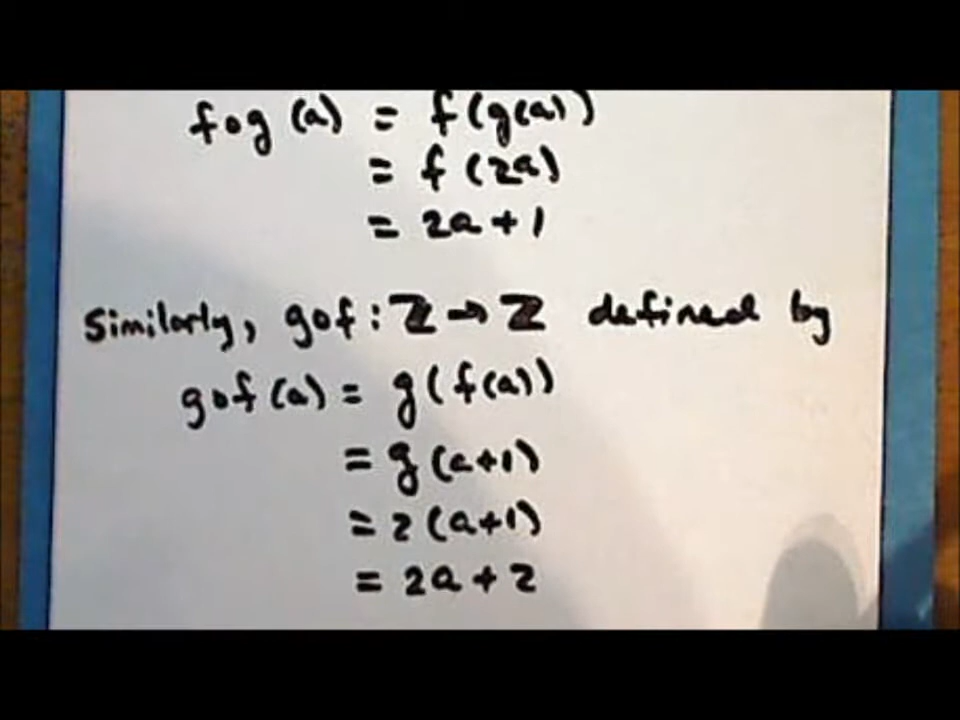 fog (a) = f(g(a))
= f (2a)
= 2a + 1
Similarly, gof : ℤ → ℤ defined by
gof (a) = g(f(a))
= g (a+1)
= 2 (a+1)
= 2a + 2